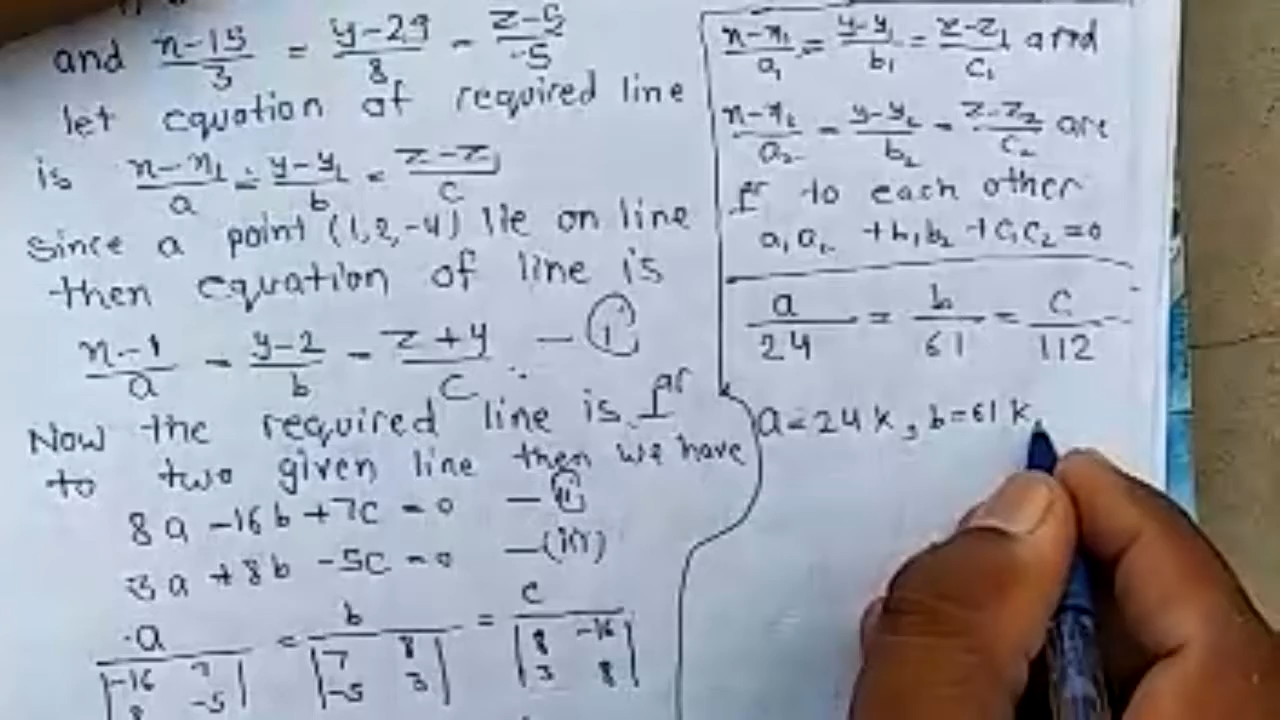 and n-15/3 = y-29/8 = z-5/-5
let equation of required line
is n-n1/a = y-y1/b = z-z1/c
Since a point (1,2,-4) lie on line
then equation of line is
n-1/a = y-2/b = z+4/c — (i)
Now the required line is ⊥ar
to two given line then we have
8a -16b +7c = 0 — (ii)
3a +8b -5c = 0 — (iii)
a/|-16 7 8 -5| = b/|7 8 -5 3| = c/|8 -16 3 8|
n-n1/a1 = y-y1/b1 = z-z1/c1 and
n-n2/a2 = y-y2/b2 = z-z2/c2 are
⊥ar to each other
a1a2 +b1b2 +c1c2 =0
a/24 = b/61 = c/112
a=24k, b=61k,